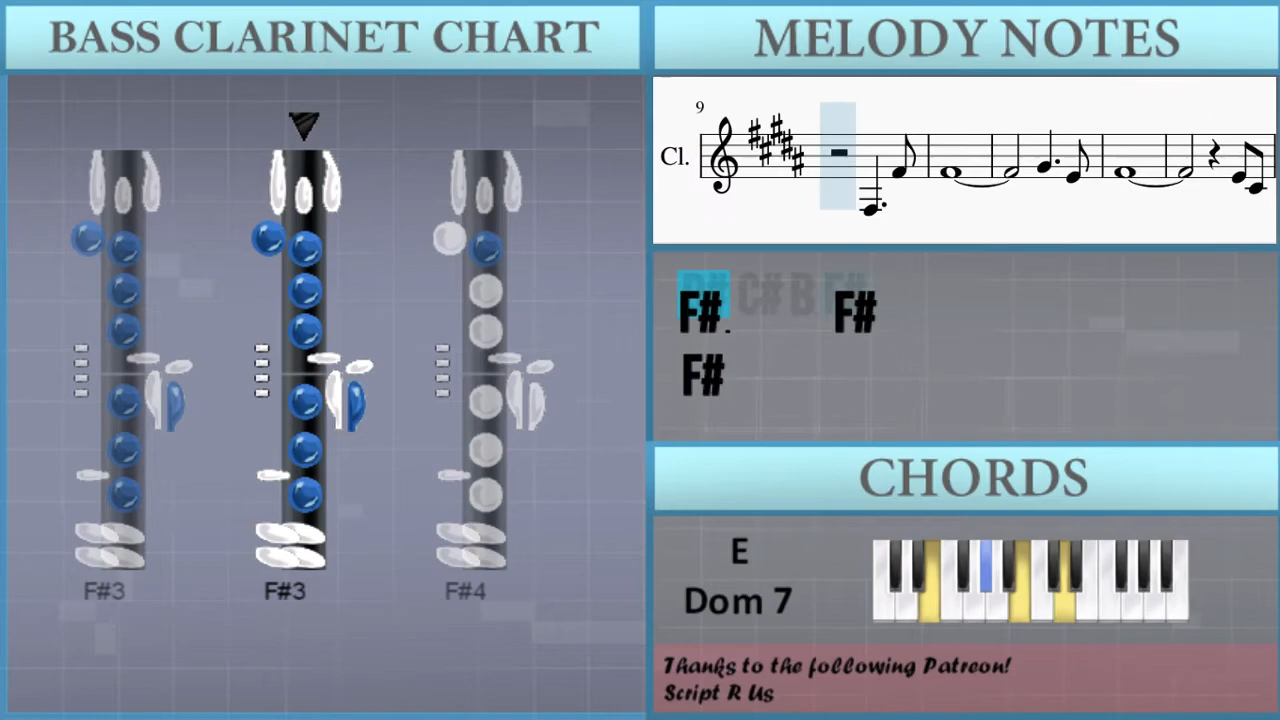 BASS CLARINET CHART
F#3
F#3
F#4
MELODY NOTES
9
Cl.
C# B F#
F#. F#
F#
CHORDS
E
Dom 7
Thanks to the following Patreon!
Script R Us